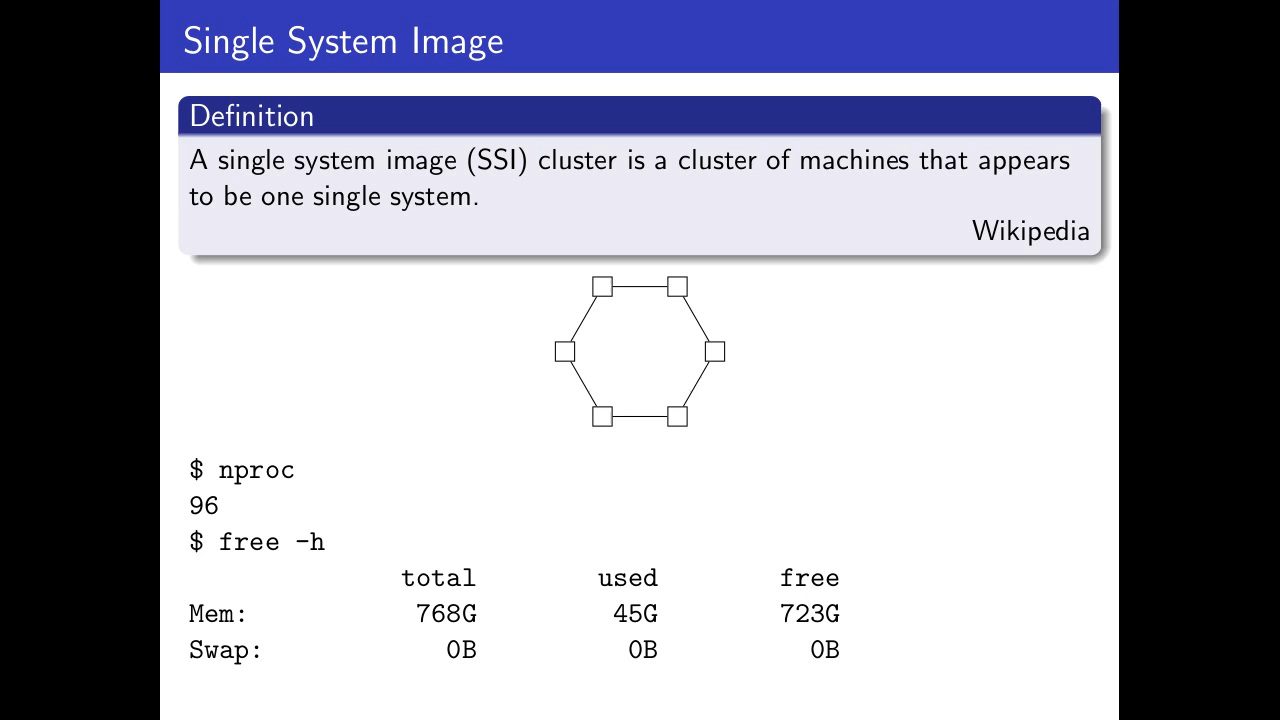 Single System Image
Definition
A single system image (SSI) cluster is a cluster of machines that appears
to be one single system.
Wikipedia
$ nproc
96
$ free -h
total used free
Mem: 768G 45G 723G
Swap: 0B 0B 0B